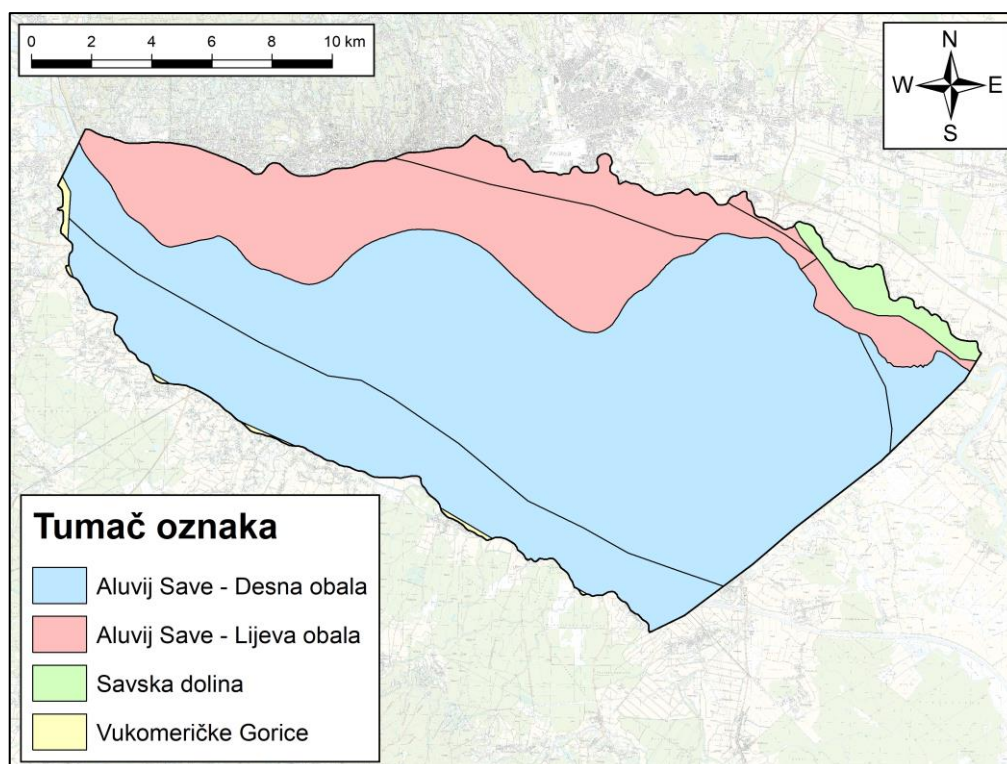 0 2 4 6 8 10 km
N
W E
S
Tumač oznaka
Aluvij Save - Desna obala
Aluvij Save - Lijeva obala
Savska dolina
Vukomeričke Gorice